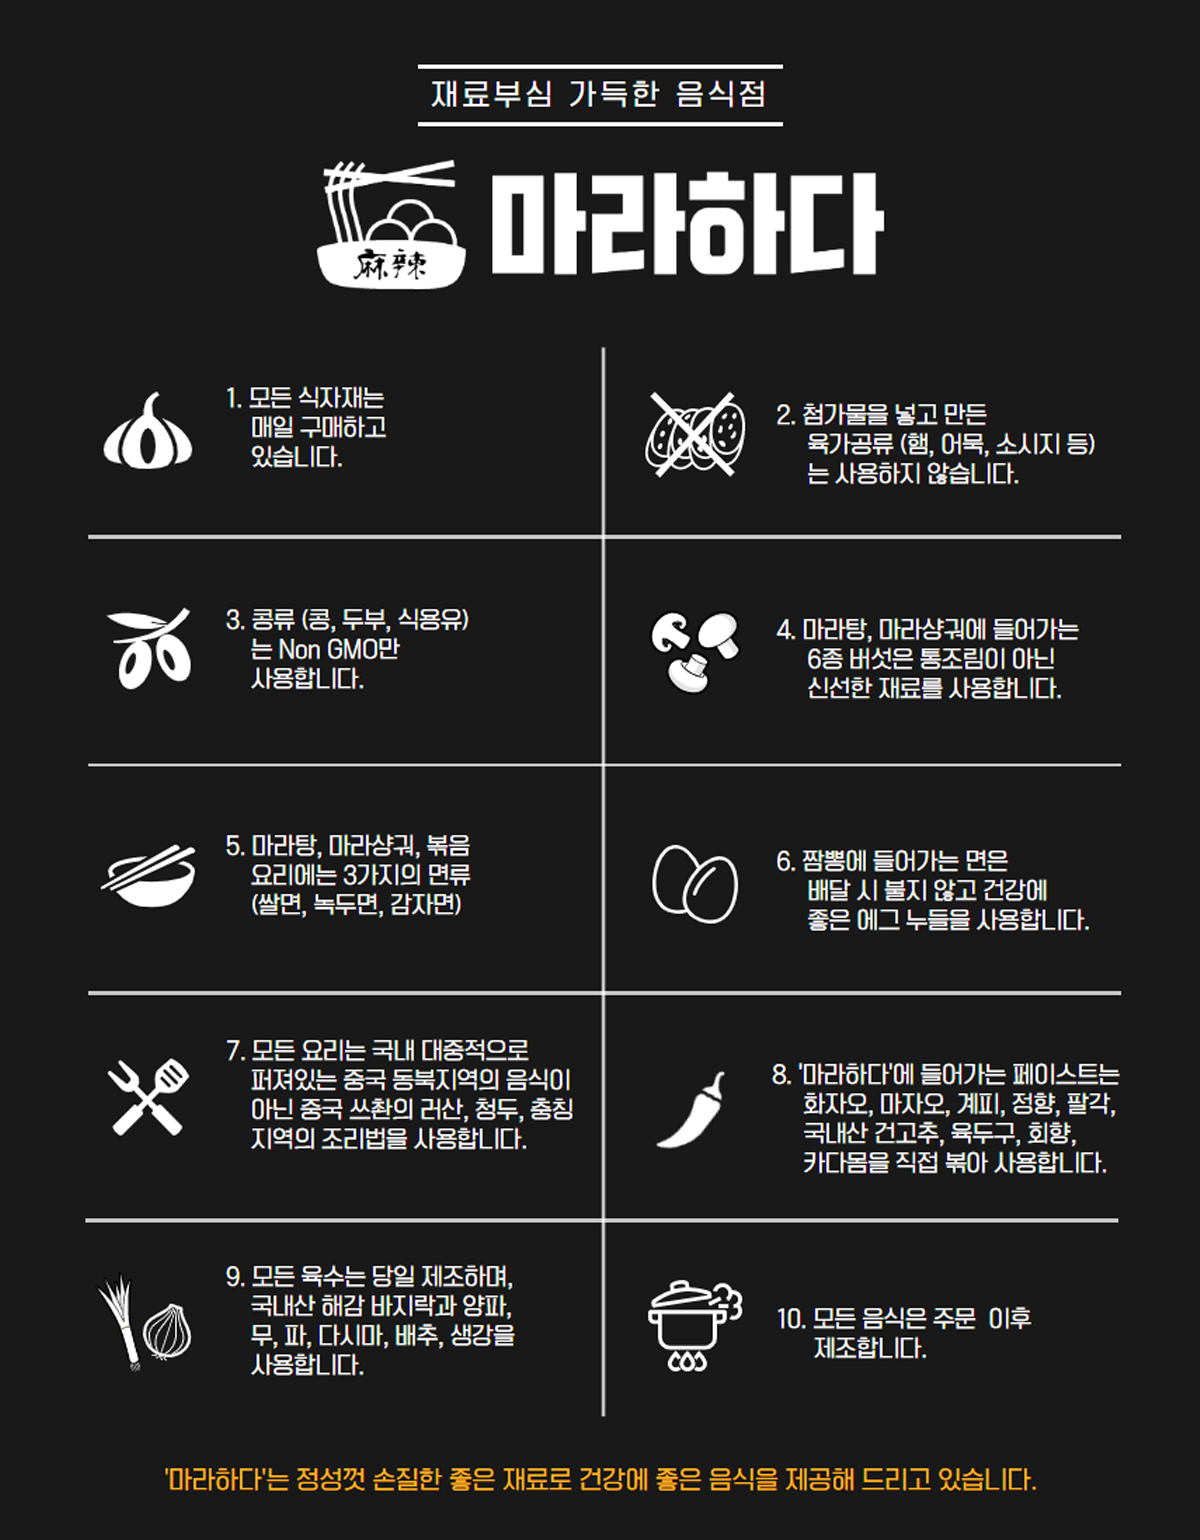 재료부심 가득한 음식점
麻辣
마라하다
1. 모든 식자재는
매일 구매하고
있습니다.
2. 첨가물을 넣고 만든
육가공류 (햄, 어묵, 소시지 등)
는 사용하지 않습니다.
3. 콩류 (콩, 두부, 식용유)
는 Non GMO만
사용합니다.
4. 마라탕, 마라샹궈에 들어가는
6종 버섯은 통조림이 아닌
신선한 재료를 사용합니다.
5. 마라탕, 마라샹궈, 볶음
요리에는 3가지의 면류
(쌀면, 녹두면, 감자면)
6. 짬뽕에 들어가는 면은
배달 시 불지 않고 건강에
좋은 에그 누들을 사용합니다.
7. 모든 요리는 국내 대중적으로
퍼져있는 중국 동북지역의 음식이
아닌 중국 쓰촨의 러산, 청두, 충칭
지역의 조리법을 사용합니다.
8. '마라하다'에 들어가는 페이스트는
화자오, 마자오, 계피, 정향, 팔각,
국내산 건고추, 육두구, 회향,
카다몸을 직접 볶아 사용합니다.
9. 모든 육수는 당일 제조하며,
국내산 해감 바지락과 양파,
무, 파, 다시마, 배추, 생강을
사용합니다.
10. 모든 음식은 주문 이후
제조합니다.
'마라하다'는 정성껏 손질한 좋은 재료로 건강에 좋은 음식을 제공해 드리고 있습니다.